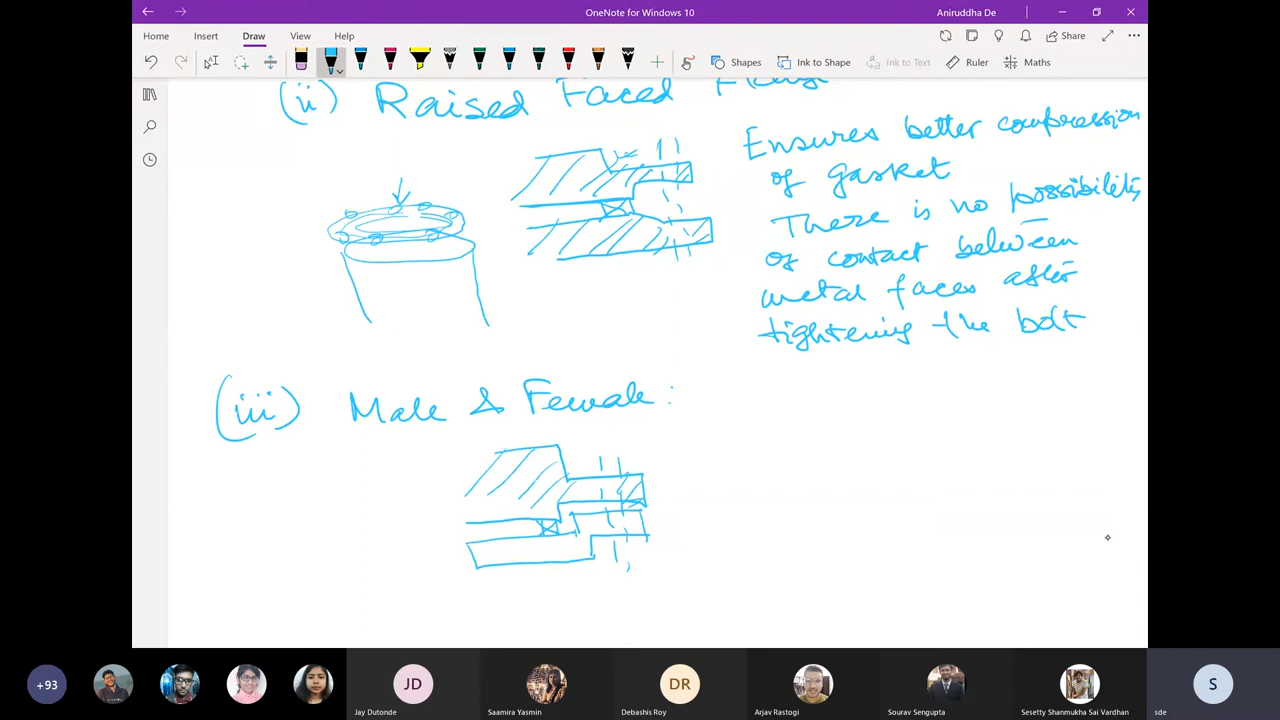 OneNote for Windows 10
Aniruddha De
Home Insert Draw View Help
Share
Shapes
Ink to Shape
Ink to Text
Ruler
Maths
(ii) Raised Faced
Ensures better compression
of gasket
There is no possibility
of contact between
metal faces after
tightening the bolt
(iii) Male & Female :
+93
JD
DR
S
Jay Dutonde
Saamira Yasmin
Debashis Roy
Arjav Rastogi
Sourav Sengupta
Sesetty Shanmukha Sai Vardhan
sde